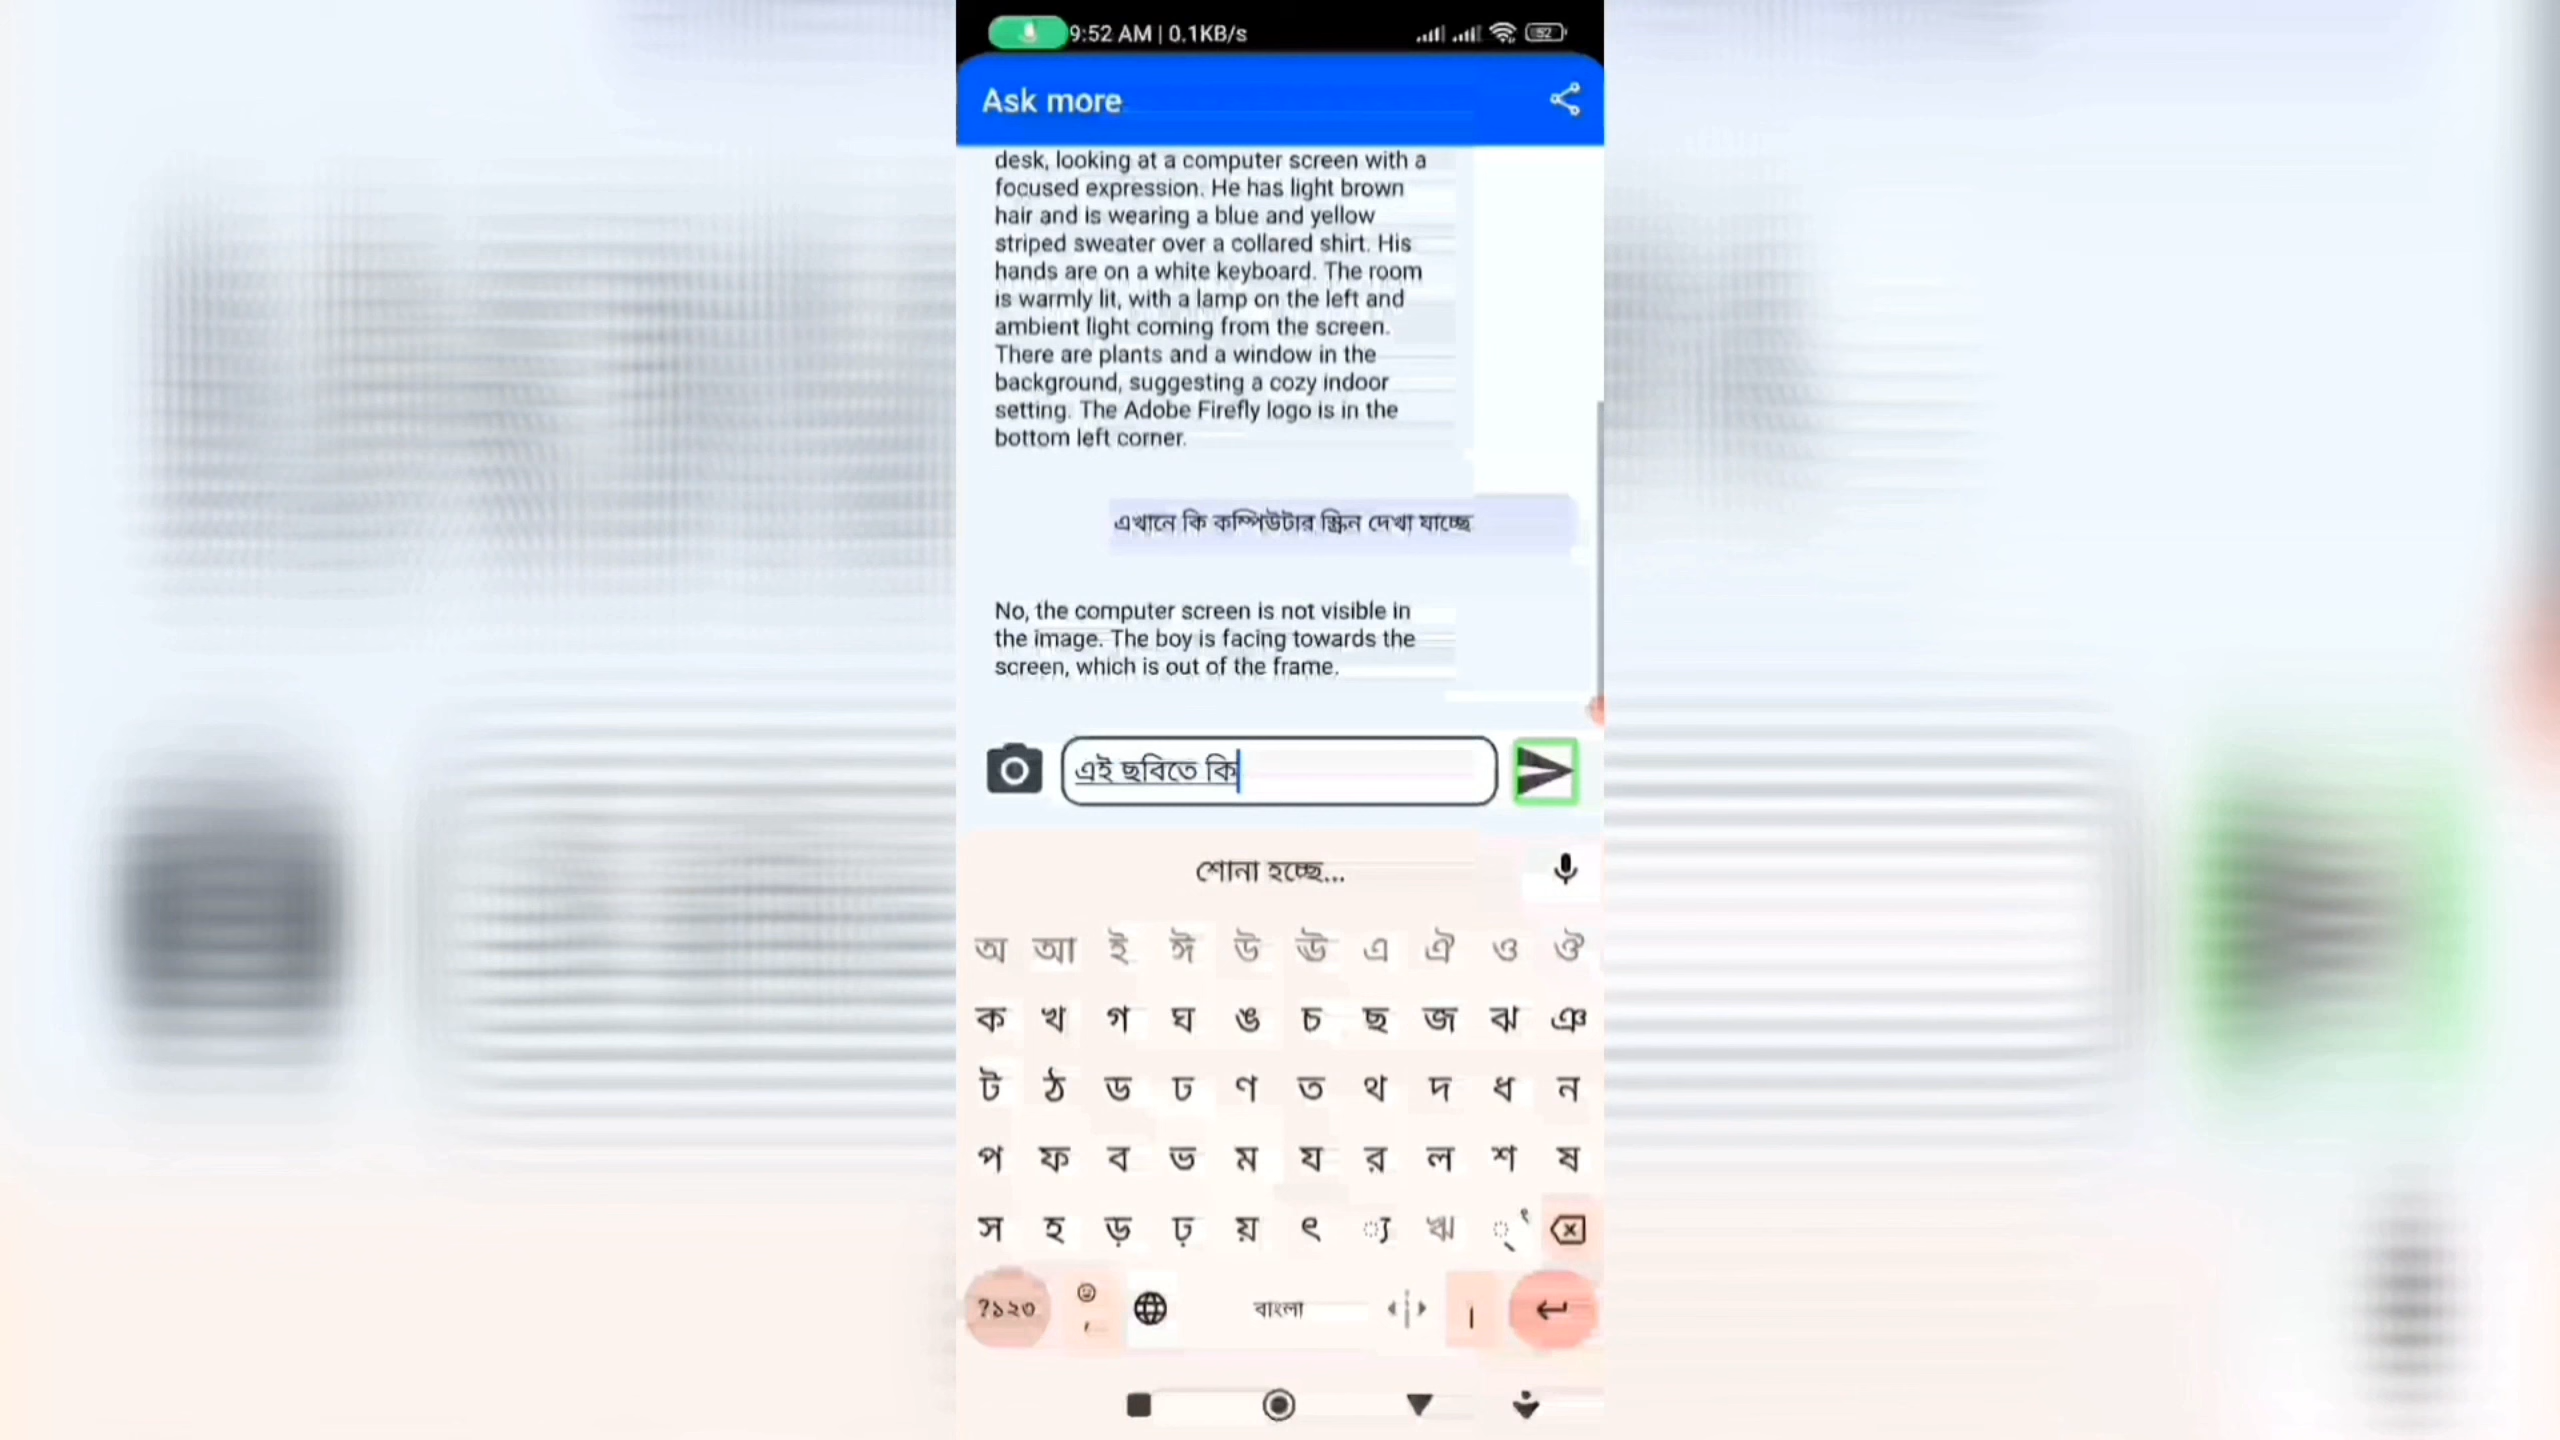 9:52 AM | 0.1KB/s
52
Ask more
desk, looking at a computer screen with a
focused expression. He has light brown
hair and is wearing a blue and yellow
striped sweater over a collared shirt. His
hands are on a white keyboard. The room
is warmly lit, with a lamp on the left and
ambient light coming from the screen.
There are plants and a window in the
background, suggesting a cozy indoor
setting. The Adobe Firefly logo is in the
bottom left corner.
এখানে কি কম্পিউটার স্ক্রিন দেখা যাচ্ছে
No, the computer screen is not visible in
the image. The boy is facing towards the
screen, which is out of the frame.
এই ছবিতে কি
শোনা হচ্ছে...
অ আ ই ঈ উ ঊ এ ঐ ও ঔ
ক খ গ ঘ ঙ চ ছ জ ঝ ঞ
ট ঠ ড ঢ ণ ত থ দ ধ ন
প ফ ব ভ ম য র ল শ ষ
স হ ড় ঢ় য় ৎ ্য ঋ ্ র্
?১২৩ , বাংলা ।